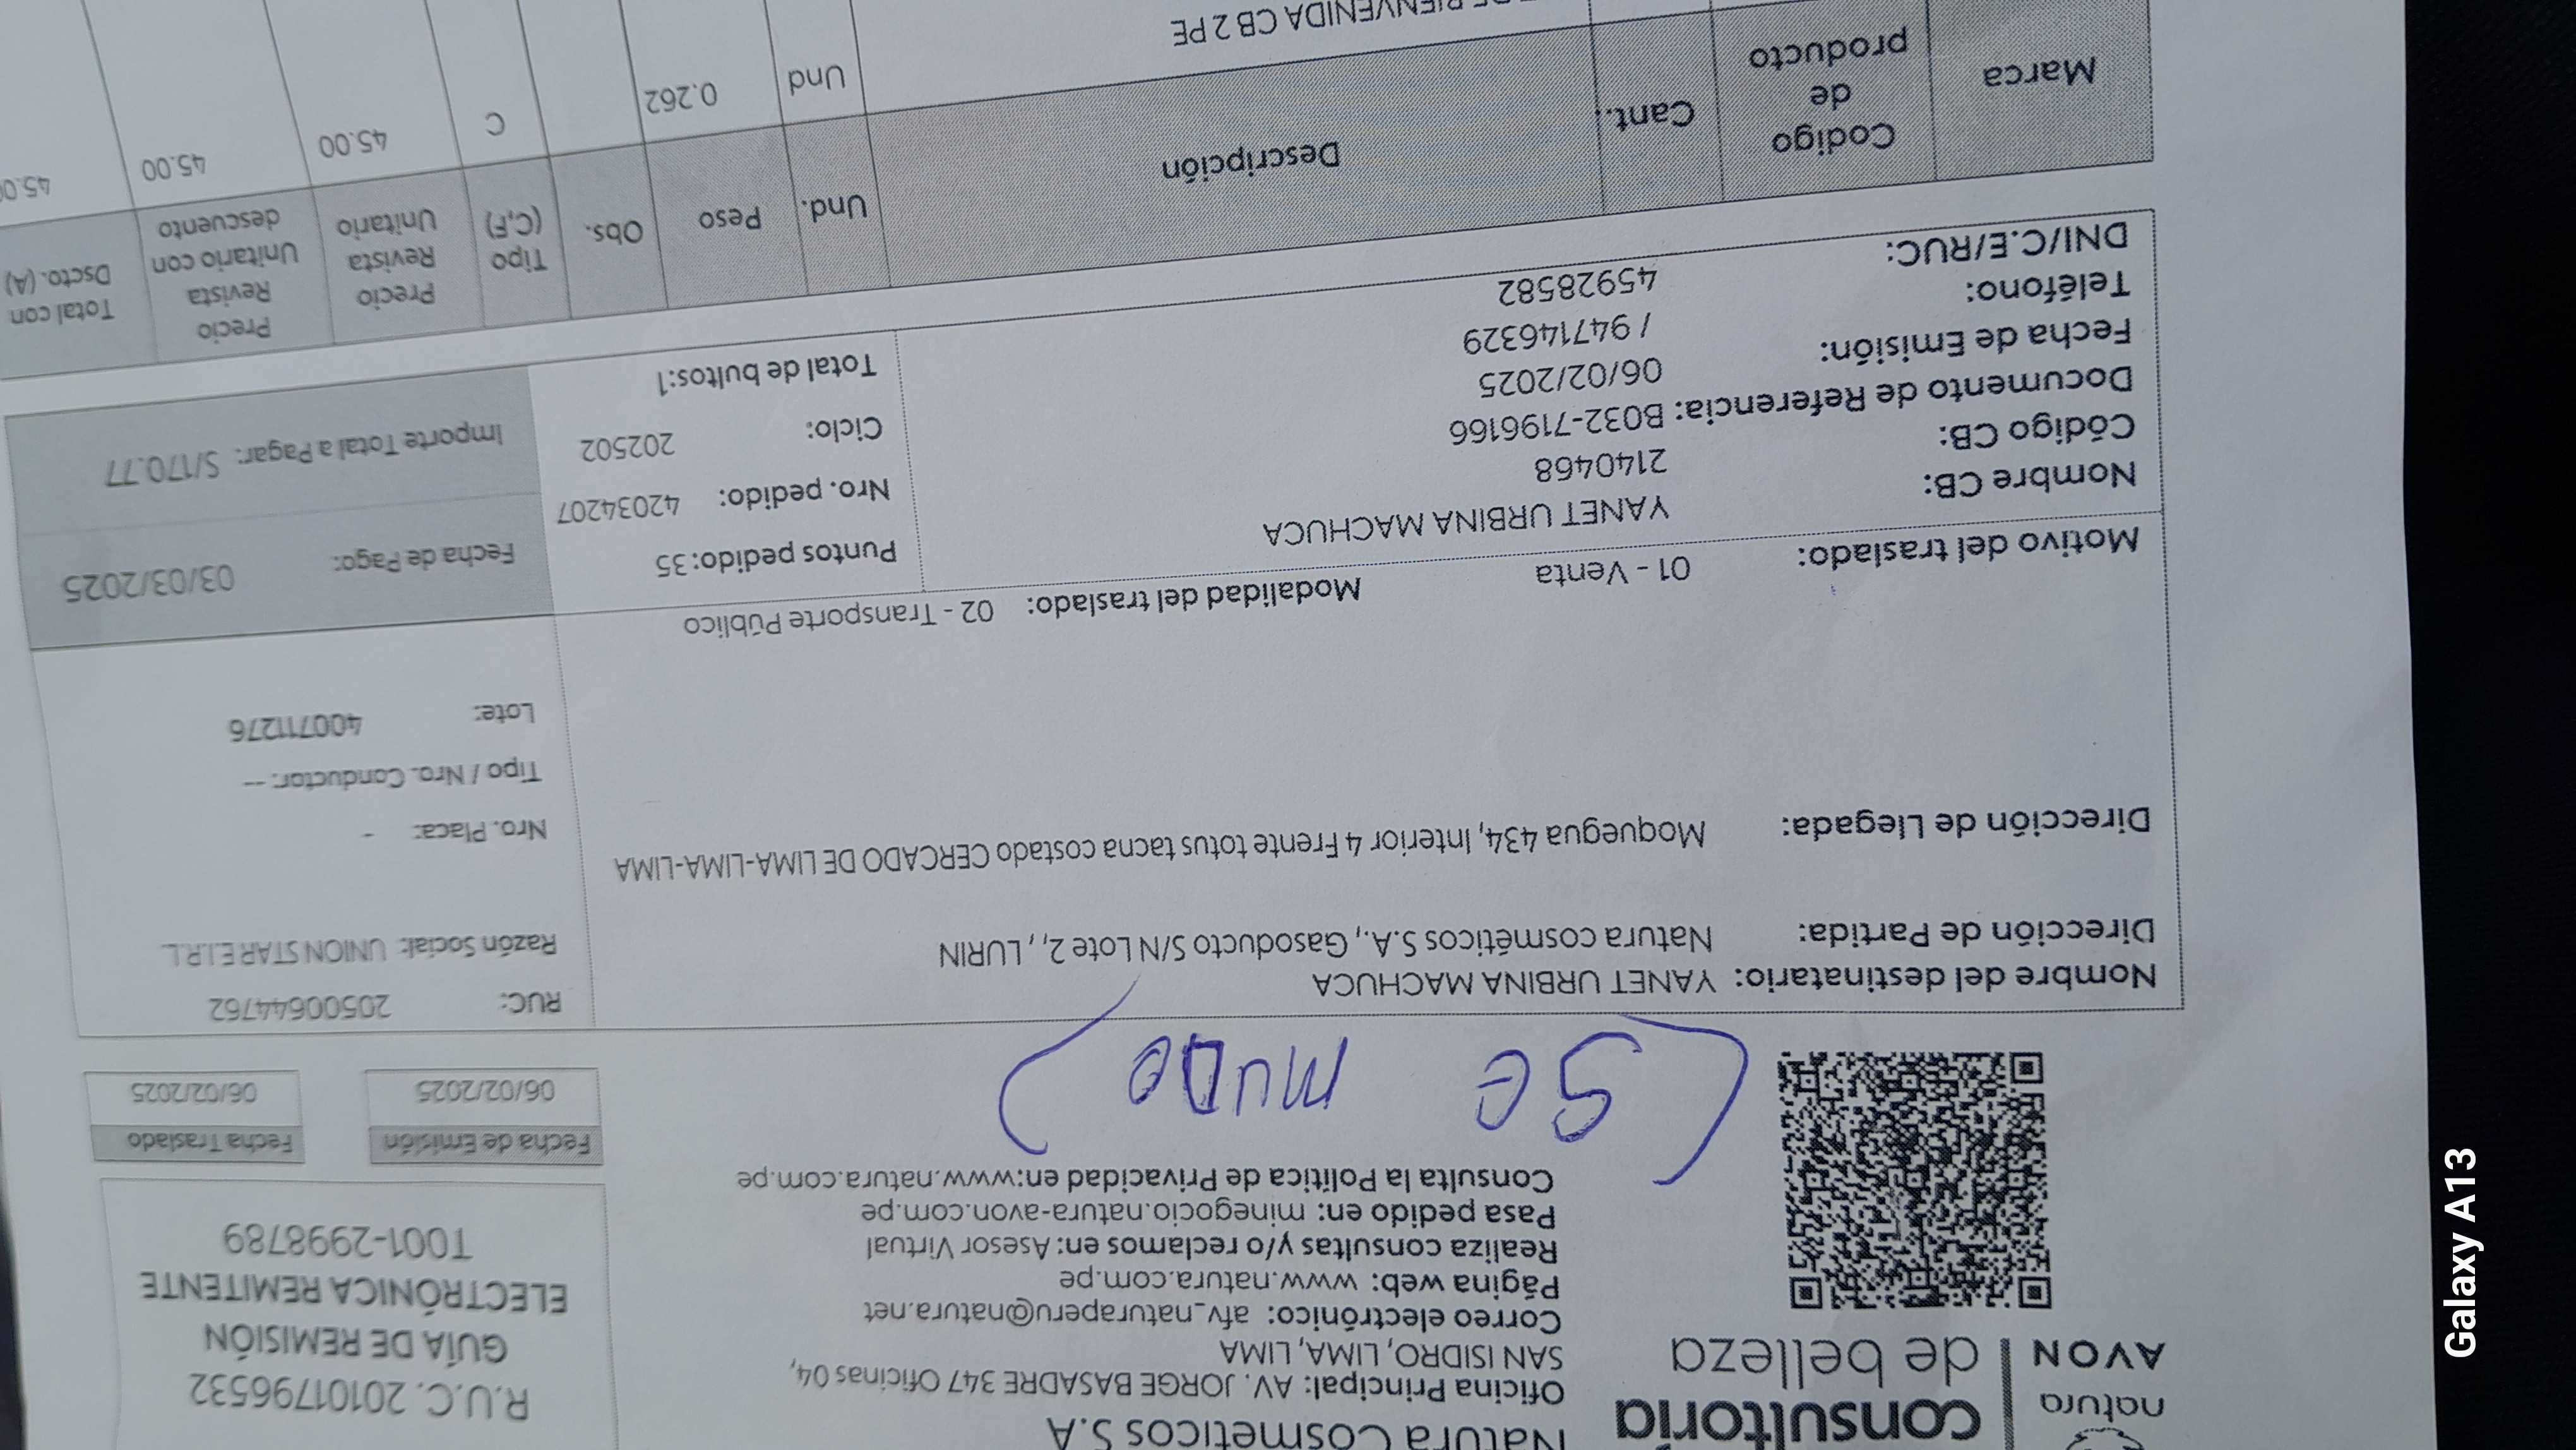 natura
AVON
consultoría
de belleza
Natura Cosméticos S.A
Oficina Principal: AV. JORGE BASADRE 347 Oficinas 04,
SAN ISIDRO, LIMA, LIMA
Correo electrónico: afv_naturaperu@natura.net
Página web: www.natura.com.pe
Realiza consultas y/o reclamos en: Asesor Virtual
Pasa pedido en: minegocio.natura-avon.com.pe
Consulta la Política de Privacidad en:www.natura.com.pe
R.U.C. 20101796532
GUÍA DE REMISIÓN
ELECTRÓNICA REMITENTE
T001-2998789
Fecha de Emisión
06/02/2025
Fecha Traslado
06/02/2025
(SE MUDO)
Nombre del destinatario: YANET URBINA MACHUCA
Dirección de Partida: Natura cosméticos S.A., Gasoducto S/N Lote 2, , LURIN
Dirección de Llegada: Moquegua 434, Interior 4 Frente totus tacna costado CERCADO DE LIMA-LIMA-LIMA
RUC: 20500644762
Razón Social: UNION STAR E.I.R.L.
Nro. Placa: -
Tipo / Nro. Conductor: --
Lote: 400711276
Motivo del traslado: 01 - Venta Modalidad del traslado: 02 - Transporte Público
Nombre CB: YANET URBINA MACHUCA
Código CB: 2140468
Documento de Referencia: B032-7196166
Fecha de Emisión: 06/02/2025
Teléfono: / 947146329
DNI/C.E/RUC: 45928582
Puntos pedido: 35
Nro. pedido: 42034207
Ciclo: 202502
Total de bultos:1
Fecha de Pago: 03/03/2025
Importe Total a Pagar: S/170.77
Marca
Codigo
de
producto
Cant..
Descripción
Und.
Peso
Obs.
Tipo
(C,F)
Precio
Revista
Unitario
Precio
Revista
Unitario con
descuento
Total con
Dscto. (A)
BIENVENIDA CB 2 PE
Und
0.262
C
45.00
45.00
Galaxy A13